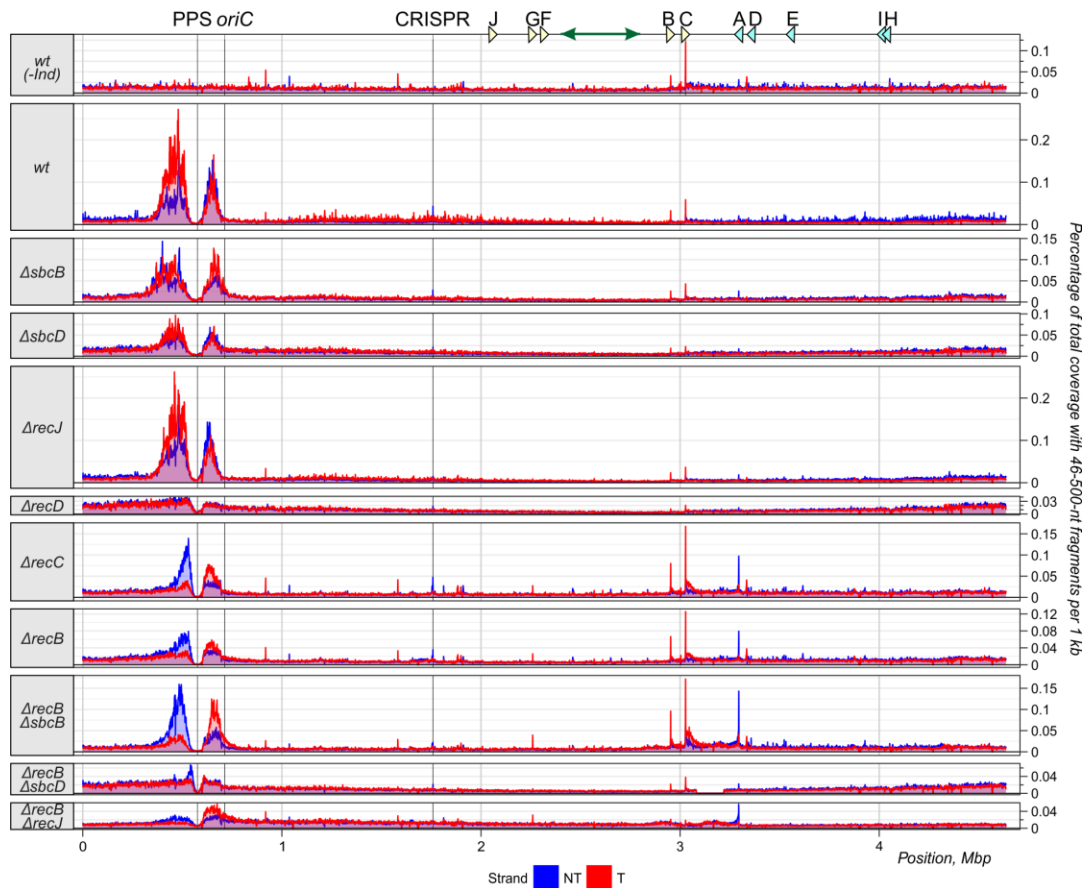 PPS oriC CRISPR J G F B C A D E I H
wt
(-Ind)
0.1
0.05
0
wt
0.2
0.1
0
ΔsbcB
0.15
0.1
0.05
0
ΔsbcD
0.1
0.05
0
ΔrecJ
0.2
0.1
0
ΔrecD
0.03
0
ΔrecC
0.15
0.1
0.05
0
ΔrecB
0.12
0.08
0.04
0
ΔrecB
ΔsbcB
0.15
0.1
0.05
0
ΔrecB
ΔsbcD
0.04
0
ΔrecB
ΔrecJ
0.04
0
Percentage of total coverage with 46-500-nt fragments per 1 kb
0 1 2 3 4
Position, Mbp
Strand NT T